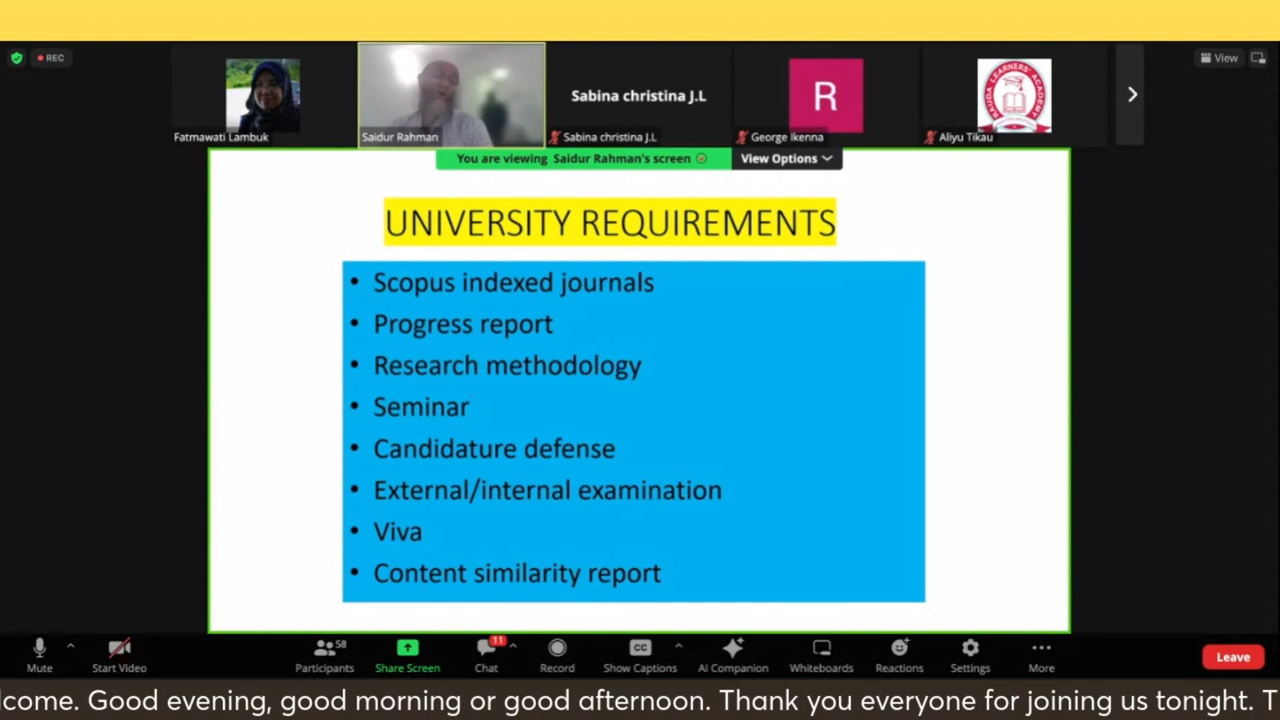 REC
View
Sabina christina J.L
R
RAUDA LEARNERS' ACADEMY
Fatmawati Lambuk
Saidur Rahman
Sabina christina J.L
George Ikenna
Aliyu Tikau
You are viewing Saidur Rahman's screen
View Options
UNIVERSITY REQUIREMENTS
• Scopus indexed journals
• Progress report
• Research methodology
• Seminar
• Candidature defense
• External/internal examination
• Viva
• Content similarity report
58
11
CC
Mute
Start Video
Participants
Share Screen
Chat
Record
Show Captions
AI Companion
Whiteboards
Reactions
Settings
More
Leave
lcome. Good evening, good morning or good afternoon. Thank you everyone for joining us tonight. T